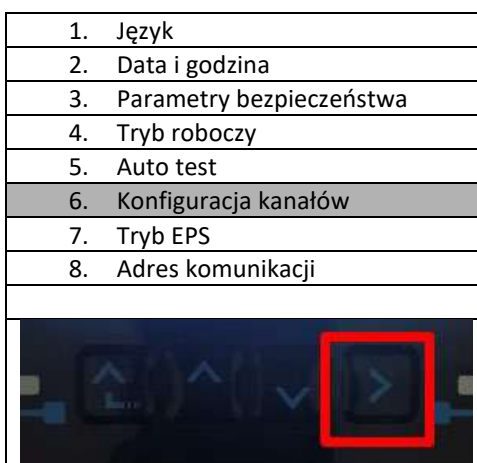 1. Język
2. Data i godzina
3. Parametry bezpieczeństwa
4. Tryb roboczy
5. Auto test
6. Konfiguracja kanałów
7. Tryb EPS
8. Adres komunikacji